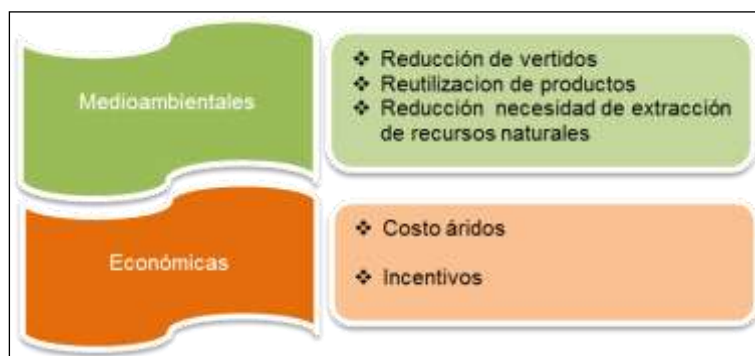 Medioambientales
❖ Reducción de vertidos
❖ Reutilizacion de productos
❖ Reducción necesidad de extracción
de recursos naturales
Económicas
❖ Costo áridos
❖ Incentivos